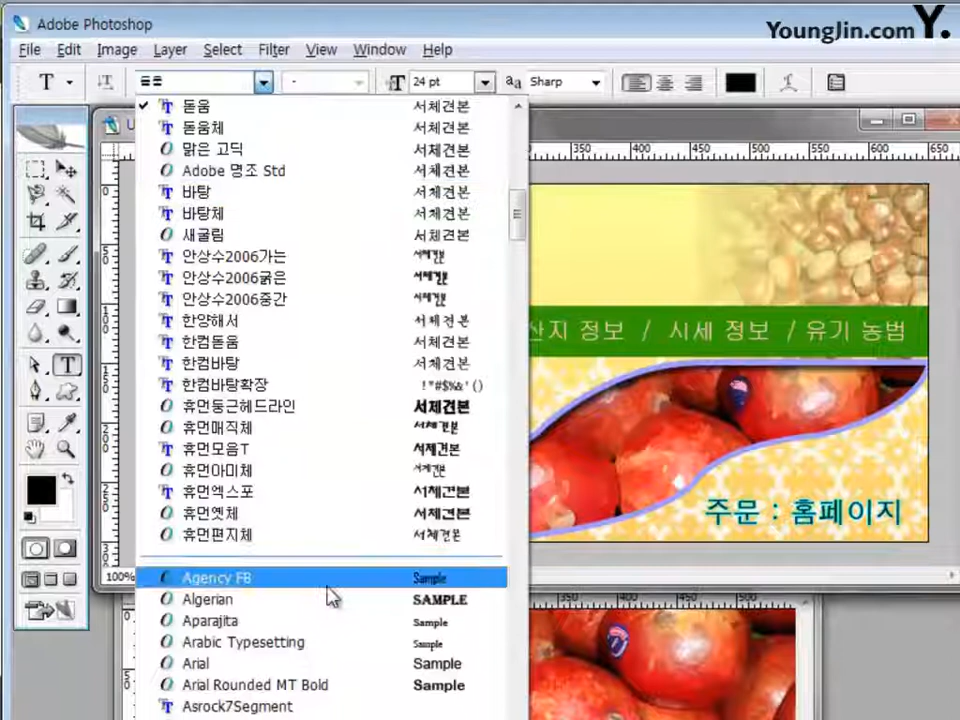 Adobe Photoshop
YoungJin.com Y.
File Edit Image Layer Select Filter View Window Help
T T 돋움 - T 24 pt aa Sharp
돋움 서체견본
돋움체 서체견본
맑은 고딕 서체견본
Adobe 명조 Std 서체견본
바탕 서체견본
바탕체 서체견본
새굴림 서체견본
안상수2006가는 서체견본
안상수2006굵은 서체견본
안상수2006중간 서체견본
한양해서 서체견본
한컴돋움 서체견본
한컴바탕 서체견본
한컴바탕확장 !"#$%&'()
휴먼둥근헤드라인 서체견본
휴먼매직체 서체견본
휴먼모음T 서체견본
휴먼아미체 서체견본
휴먼엑스포 서체견본
휴먼옛체 서체견본
휴먼편지체 서체견본
Agency FB Sample
Algerian SAMPLE
Aparajita Sample
Arabic Typesetting Sample
Arial Sample
Arial Rounded MT Bold Sample
Asrock7Segment
350 400 450 500 550 600 650
산지 정보 / 시세 정보 / 유기 농법
주문 : 홈페이지
100%
350 400 450 500 550